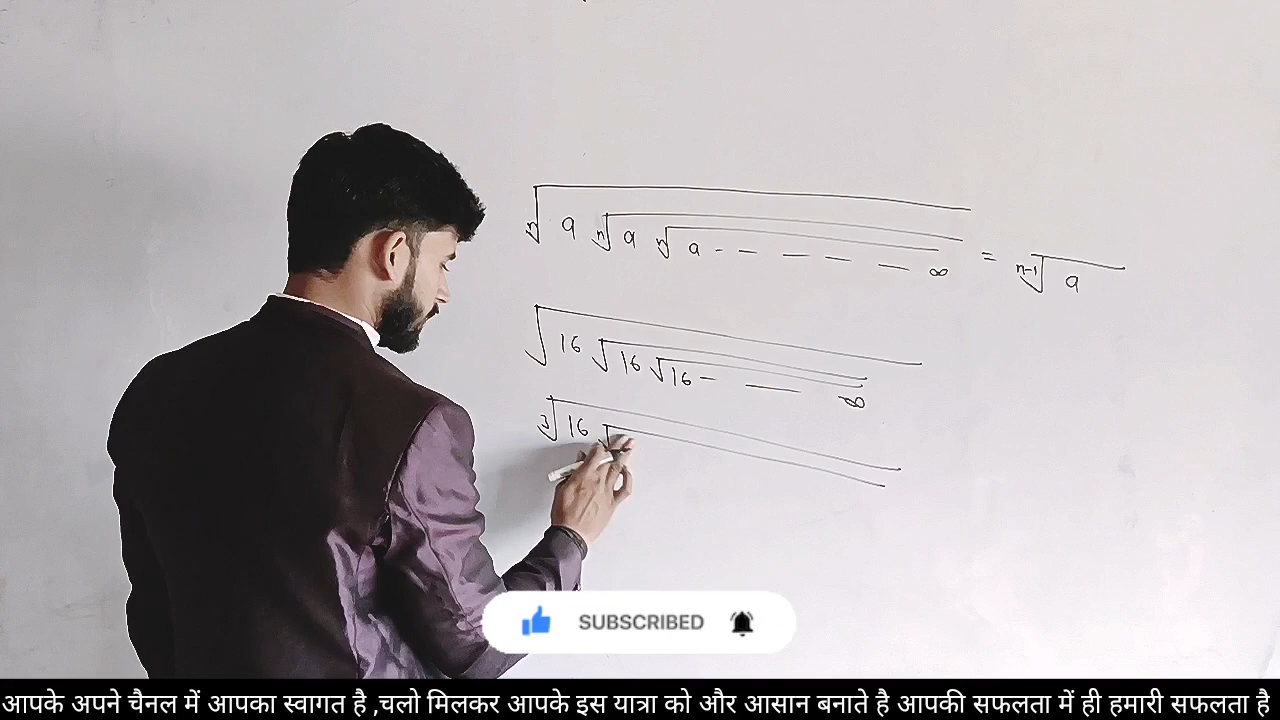 ⁿ√a ⁿ√a ⁿ√a - - - - - ∞ = ⁿ⁻¹√a
√16 √16 √16 - - ∞
³√16 √
SUBSCRIBED
आपके अपने चैनल में आपका स्वागत है ,चलो मिलकर आपके इस यात्रा को और आसान बनाते है आपकी सफलता में ही हमारी सफलता है